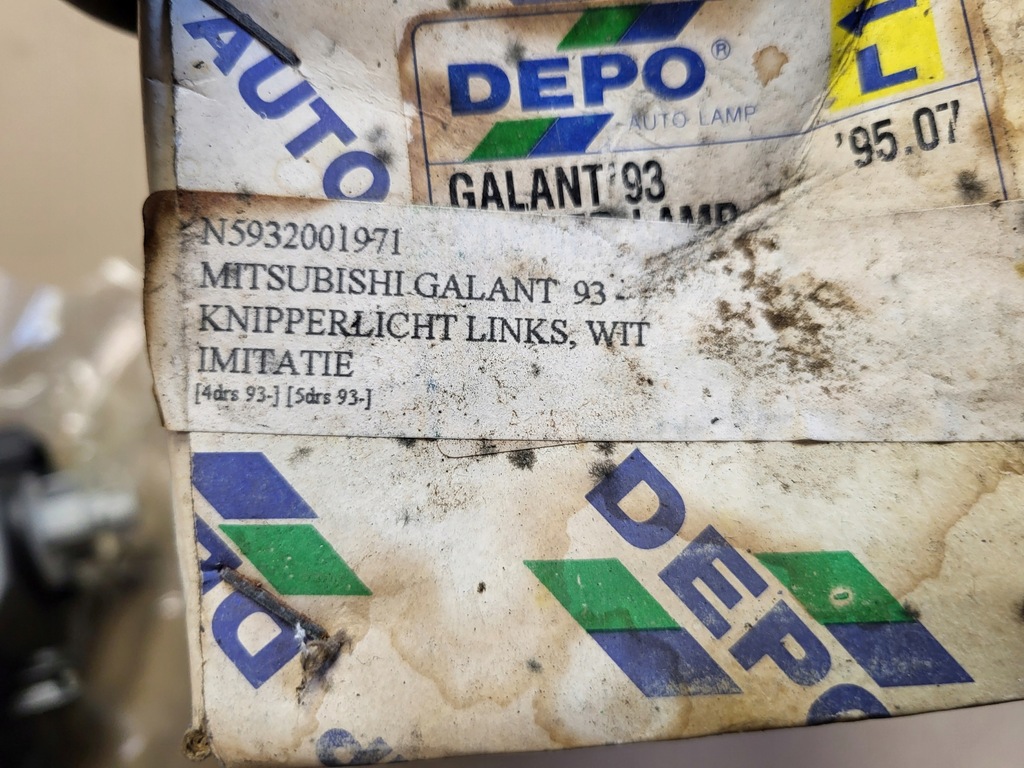 AUTO
DEPO®
AUTO LAMP
L
'95.07
GALANT '93
LAMP
N5932001971
MITSUBISHI GALANT 93 -
KNIPPERLICHT LINKS, WIT
IMITATIE
[4drs 93-] [5drs 93-]
DEPO
&